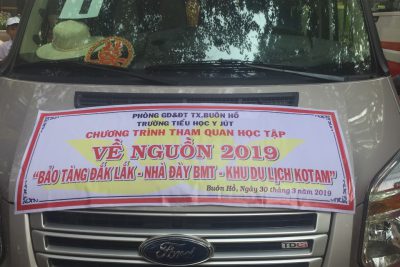 PHÒNG GD&ĐT TX.BUÔN HỒ
TRƯỜNG TIỂU HỌC Y JÚT
CHƯƠNG TRÌNH THAM QUAN HỌC TẬP
VỀ NGUỒN 2019
"BẢO TÀNG ĐẮK LẮK - NHÀ ĐÀY BMT - KHU DU LỊCH KOTAM"
Buôn Hồ, Ngày 30 tháng 3 năm 2019
Ford
TDCi